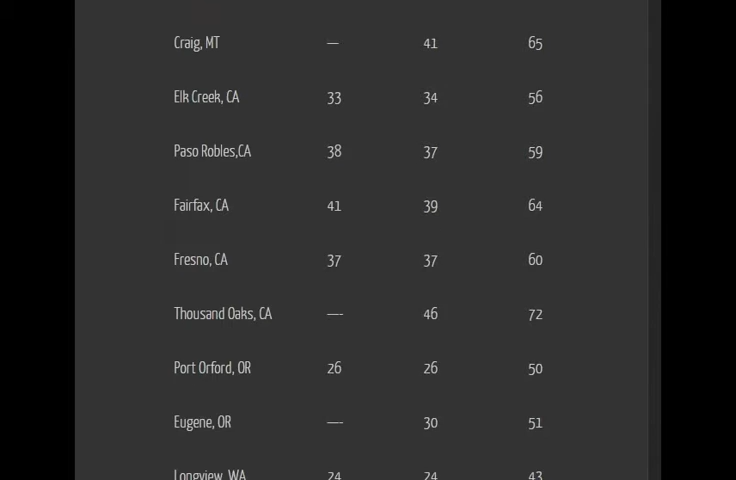 Craig, MT — 41 65
Elk Creek, CA 33 34 56
Paso Robles,CA 38 37 59
Fairfax, CA 41 39 64
Fresno, CA 37 37 60
Thousand Oaks, CA —- 46 72
Port Orford, OR 26 26 50
Eugene, OR —- 30 51
Longview, WA 24 24 43